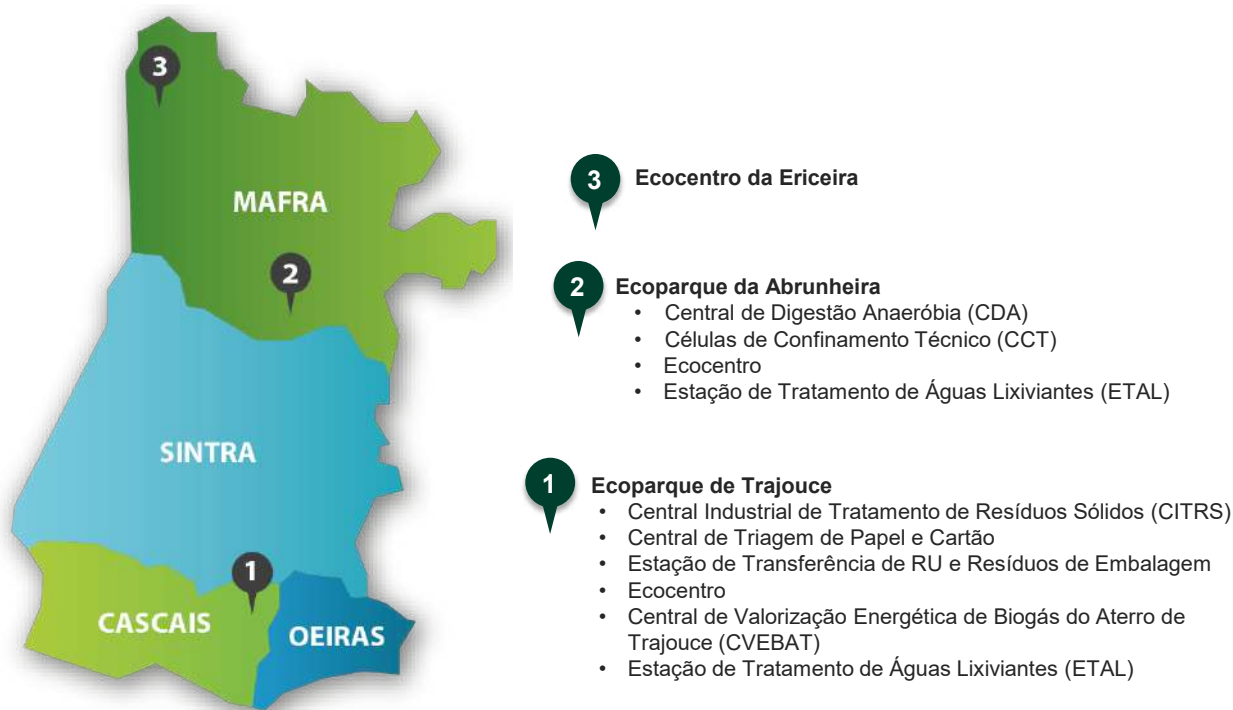 3
MAFRA
2
SINTRA
1
CASCAIS
OEIRAS
3
Ecocentro da Ericeira
2
Ecoparque da Abrunheira
• Central de Digestão Anaeróbia (CDA)
• Células de Confinamento Técnico (CCT)
• Ecocentro
• Estação de Tratamento de Águas Lixiviantes (ETAL)
1
Ecoparque de Trajouce
• Central Industrial de Tratamento de Resíduos Sólidos (CITRS)
• Central de Triagem de Papel e Cartão
• Estação de Transferência de RU e Resíduos de Embalagem
• Ecocentro
• Central de Valorização Energética de Biogás do Aterro de
Trajouce (CVEBAT)
• Estação de Tratamento de Águas Lixiviantes (ETAL)